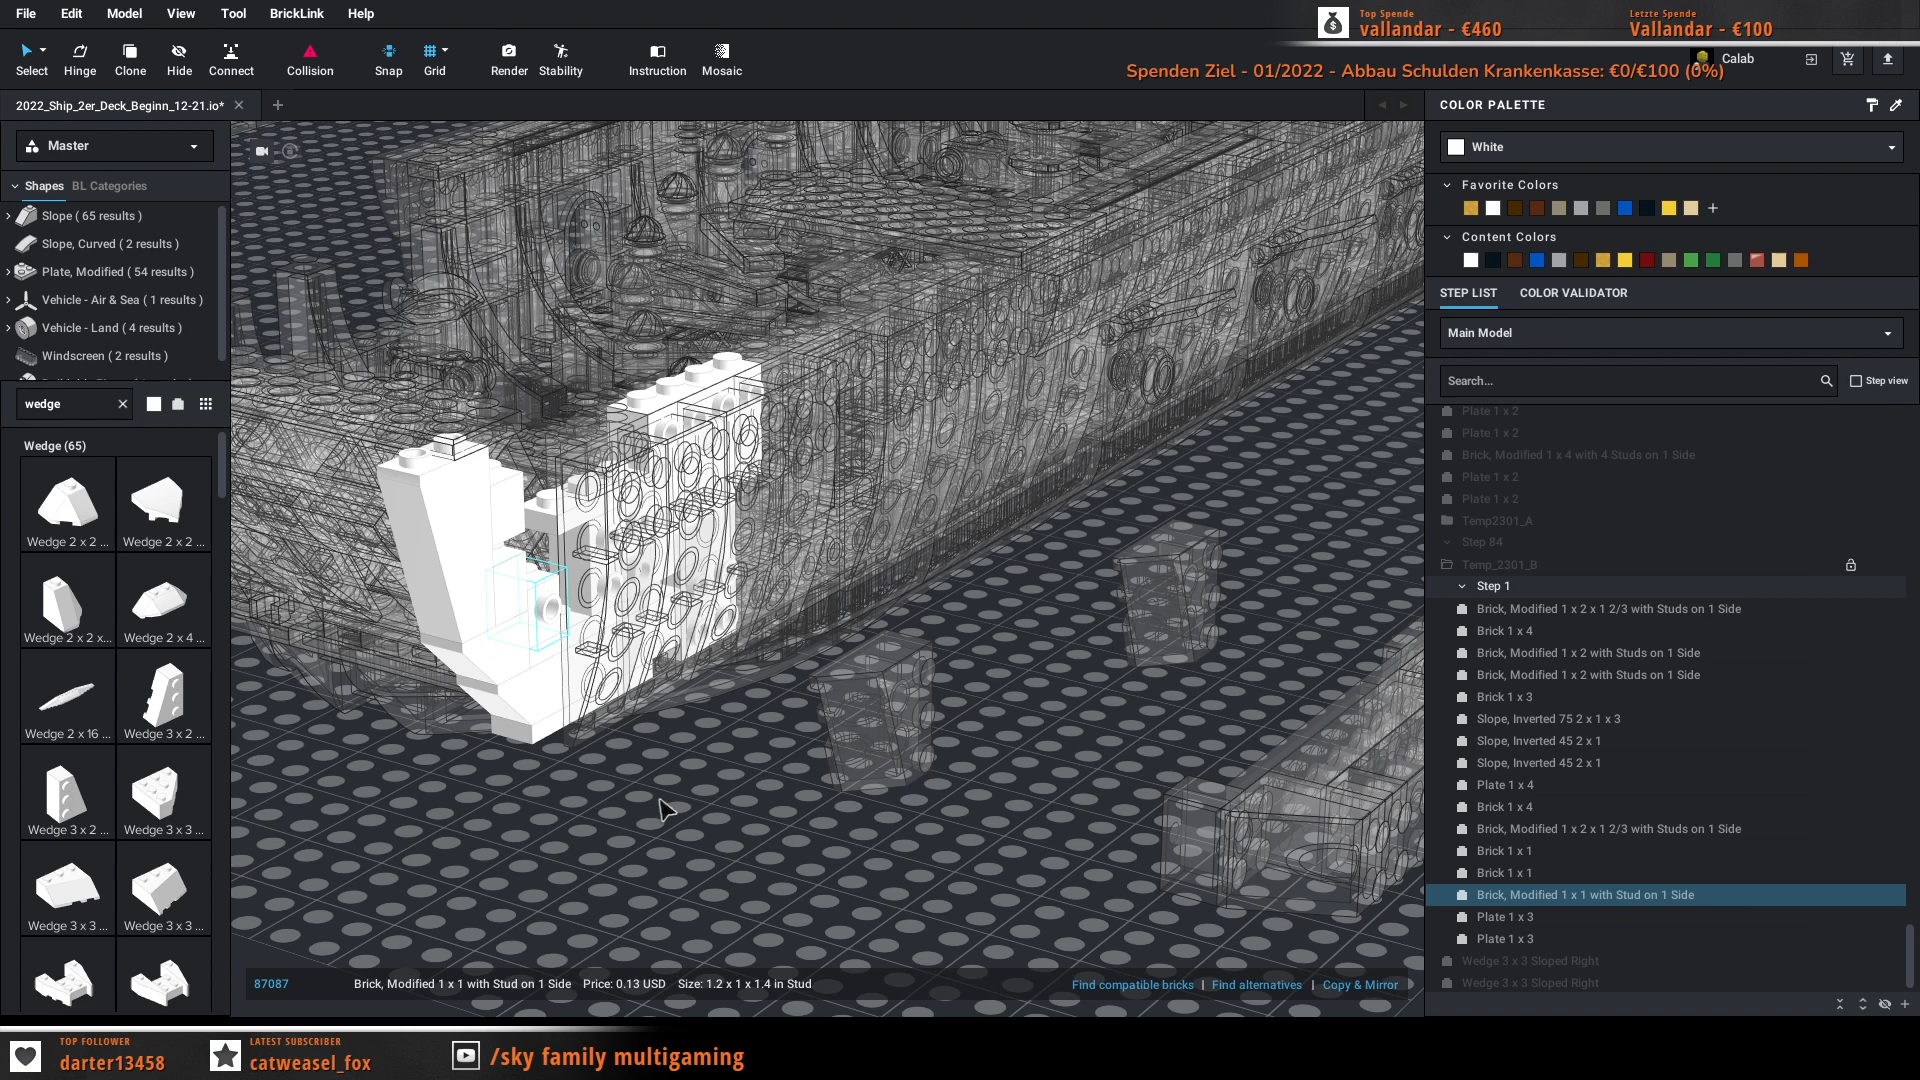 File Edit Model View Tool BrickLink Help
Top Spende
vallandar - €460
Letzte Spende
Vallandar - €100
Select Hinge Clone Hide Connect Collision Snap Grid Render Stability Instruction Mosaic
Spenden Ziel - 01/2022 - Abbau Schulden Krankenkasse: €0/€100 (0%)
Calab
2022_Ship_2er_Deck_Beginn_12-21.io*
Master
Shapes BL Categories
Slope ( 65 results )
Slope, Curved ( 2 results )
Plate, Modified ( 54 results )
Vehicle - Air & Sea ( 1 results )
Vehicle - Land ( 4 results )
Windscreen ( 2 results )
wedge
Wedge (65)
Wedge 2 x 2 ... Wedge 2 x 2 ...
Wedge 2 x 2 x... Wedge 2 x 4 ...
Wedge 2 x 16 ... Wedge 3 x 2 ...
Wedge 3 x 2 ... Wedge 3 x 3 ...
Wedge 3 x 3 ... Wedge 3 x 3 ...
87087 Brick, Modified 1 x 1 with Stud on 1 Side Price: 0.13 USD Size: 1.2 x 1 x 1.4 in Stud
Find compatible bricks | Find alternatives | Copy & Mirror
COLOR PALETTE
White
Favorite Colors
Content Colors
STEP LIST COLOR VALIDATOR
Main Model
Search...
Step view
Plate 1 x 2
Plate 1 x 2
Brick, Modified 1 x 4 with 4 Studs on 1 Side
Plate 1 x 2
Plate 1 x 2
Temp2301_A
Step 84
Temp_2301_B
Step 1
Brick, Modified 1 x 2 x 1 2/3 with Studs on 1 Side
Brick 1 x 4
Brick, Modified 1 x 2 with Studs on 1 Side
Brick, Modified 1 x 2 with Studs on 1 Side
Brick 1 x 3
Slope, Inverted 75 2 x 1 x 3
Slope, Inverted 45 2 x 1
Slope, Inverted 45 2 x 1
Plate 1 x 4
Brick 1 x 4
Brick, Modified 1 x 2 x 1 2/3 with Studs on 1 Side
Brick 1 x 1
Brick 1 x 1
Brick, Modified 1 x 1 with Stud on 1 Side
Plate 1 x 3
Plate 1 x 3
Wedge 3 x 3 Sloped Right
Wedge 3 x 3 Sloped Right
TOP FOLLOWER
darter13458
LATEST SUBSCRIBER
catweasel_fox
/sky family multigaming